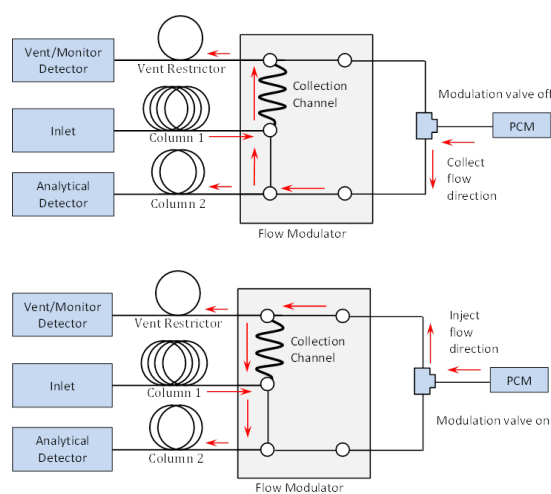 Vent/Monitor
Detector
Vent Restrictor
Collection
Channel
Modulation valve off
Inlet
Column 1
PCM
Collect
flow
direction
Analytical
Detector
Column 2
Flow Modulator
Vent/Monitor
Detector
Vent Restrictor
Collection
Channel
Inject
flow
direction
Inlet
Column 1
PCM
Modulation valve on
Analytical
Detector
Column 2
Flow Modulator